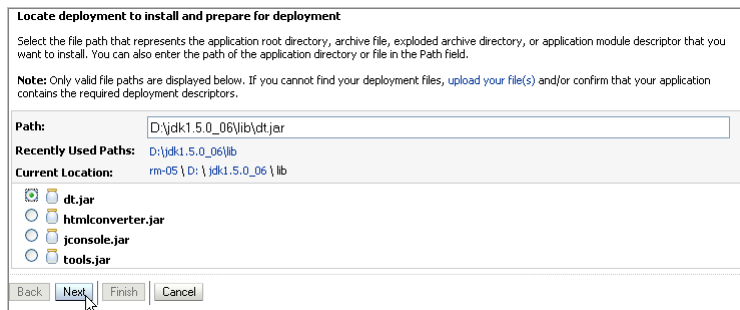 Locate deployment to install and prepare for deployment
Select the file path that represents the application root directory, archive file, exploded archive directory, or application module descriptor that you
want to install. You can also enter the path of the application directory or file in the Path field.
Note: Only valid file paths are displayed below. If you cannot find your deployment files, upload your file(s) and/or confirm that your application
contains the required deployment descriptors.
Path: D:\jdk1.5.0_06\lib\dt.jar
Recently Used Paths: D:\jdk1.5.0_06\lib
Current Location: rm-05 \ D: \ jdk1.5.0_06 \ lib
dt.jar
htmlconverter.jar
jconsole.jar
tools.jar
Back Next Finish Cancel